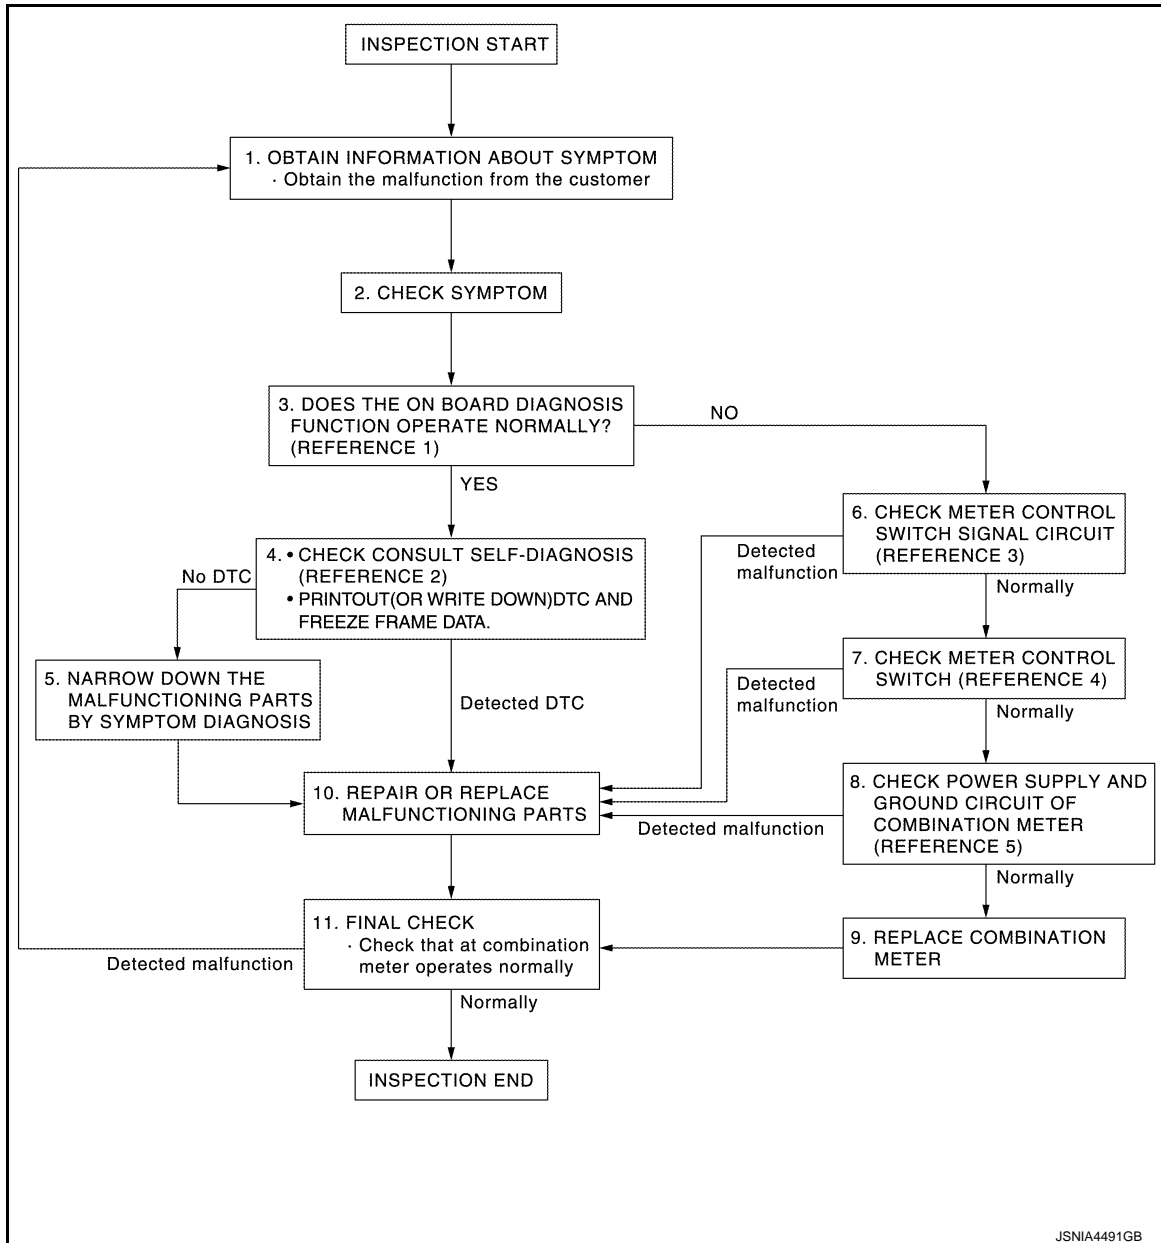 INSPECTION START
1. OBTAIN INFORMATION ABOUT SYMPTOM
· Obtain the malfunction from the customer
2. CHECK SYMPTOM
3. DOES THE ON BOARD DIAGNOSIS
FUNCTION OPERATE NORMALLY?
(REFERENCE 1)
NO
YES
4. • CHECK CONSULT SELF-DIAGNOSIS
(REFERENCE 2)
• PRINTOUT(OR WRITE DOWN)DTC AND
FREEZE FRAME DATA.
No DTC
5. NARROW DOWN THE
MALFUNCTIONING PARTS
BY SYMPTOM DIAGNOSIS
Detected DTC
6. CHECK METER CONTROL
SWITCH SIGNAL CIRCUIT
(REFERENCE 3)
Detected
malfunction
Normally
7. CHECK METER CONTROL
SWITCH (REFERENCE 4)
Detected
malfunction
Normally
8. CHECK POWER SUPPLY AND
GROUND CIRCUIT OF
COMBINATION METER
(REFERENCE 5)
Detected malfunction
Normally
9. REPLACE COMBINATION
METER
10. REPAIR OR REPLACE
MALFUNCTIONING PARTS
11. FINAL CHECK
· Check that at combination
meter operates normally
Detected malfunction
Normally
INSPECTION END
JSNIA4491GB